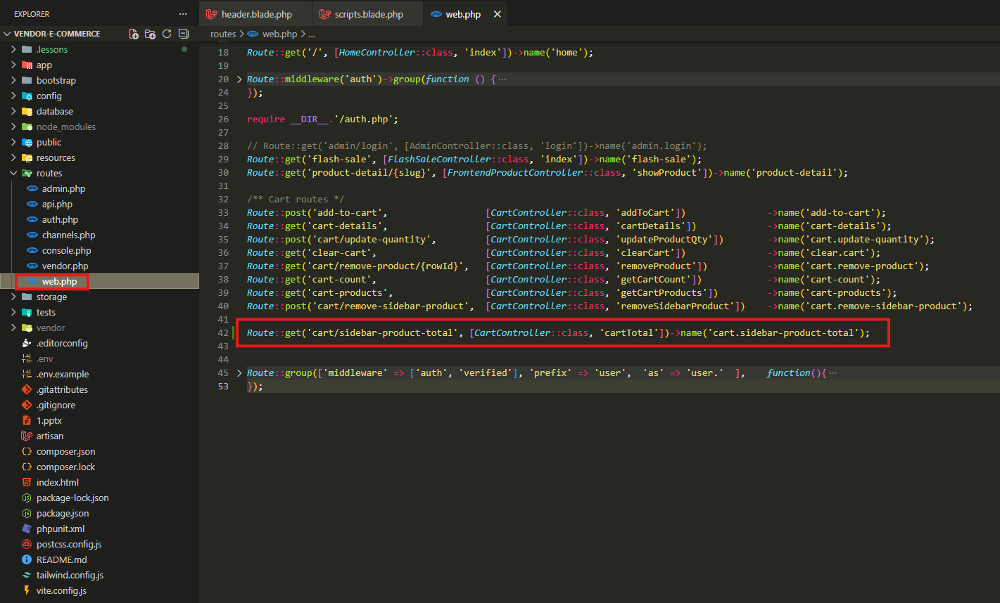 EXPLORER
VENDOR-E-COMMERCE
.lessons
app
bootstrap
config
database
node_modules
public
resources
routes
admin.php
api.php
auth.php
channels.php
console.php
vendor.php
web.php
storage
tests
vendor
.editorconfig
.env
.env.example
.gitattributes
.gitignore
1.pptx
artisan
composer.json
composer.lock
index.html
package-lock.json
package.json
phpunit.xml
postcss.config.js
README.md
tailwind.config.js
vite.config.js
header.blade.php scripts.blade.php web.php
routes > web.php > ...
18 Route::get('/', [HomeController::class, 'index'])->name('home');
19
20 Route::middleware('auth')->group(function () {…
24 });
25
26 require __DIR__.'/auth.php';
27
28 // Route::get('admin/login', [AdminController::class, 'login'])->name('admin.login');
29 Route::get('flash-sale', [FlashSaleController::class, 'index'])->name('flash-sale');
30 Route::get('product-detail/{slug}', [FrontendProductController::class, 'showProduct'])->name('product-detail');
31
32 /** Cart routes */
33 Route::post('add-to-cart', [CartController::class, 'addToCart']) ->name('add-to-cart');
34 Route::get('cart-details', [CartController::class, 'cartDetails']) ->name('cart-details');
35 Route::post('cart/update-quantity', [CartController::class, 'updateProductQty']) ->name('cart.update-quantity');
36 Route::get('clear-cart', [CartController::class, 'clearCart']) ->name('clear.cart');
37 Route::get('cart/remove-product/{rowId}', [CartController::class, 'removeProduct']) ->name('cart.remove-product');
38 Route::get('cart-count', [CartController::class, 'getCartCount']) ->name('cart-count');
39 Route::get('cart-products', [CartController::class, 'getCartProducts']) ->name('cart-products');
40 Route::post('cart/remove-sidebar-product', [CartController::class, 'removeSidebarProduct']) ->name('cart.remove-sidebar-product');
41
42 Route::get('cart/sidebar-product-total', [CartController::class, 'cartTotal'])->name('cart.sidebar-product-total');
43
44
45 Route::group(['middleware' => ['auth', 'verified'], 'prefix' => 'user', 'as' => 'user.' ], function(){…
53 });